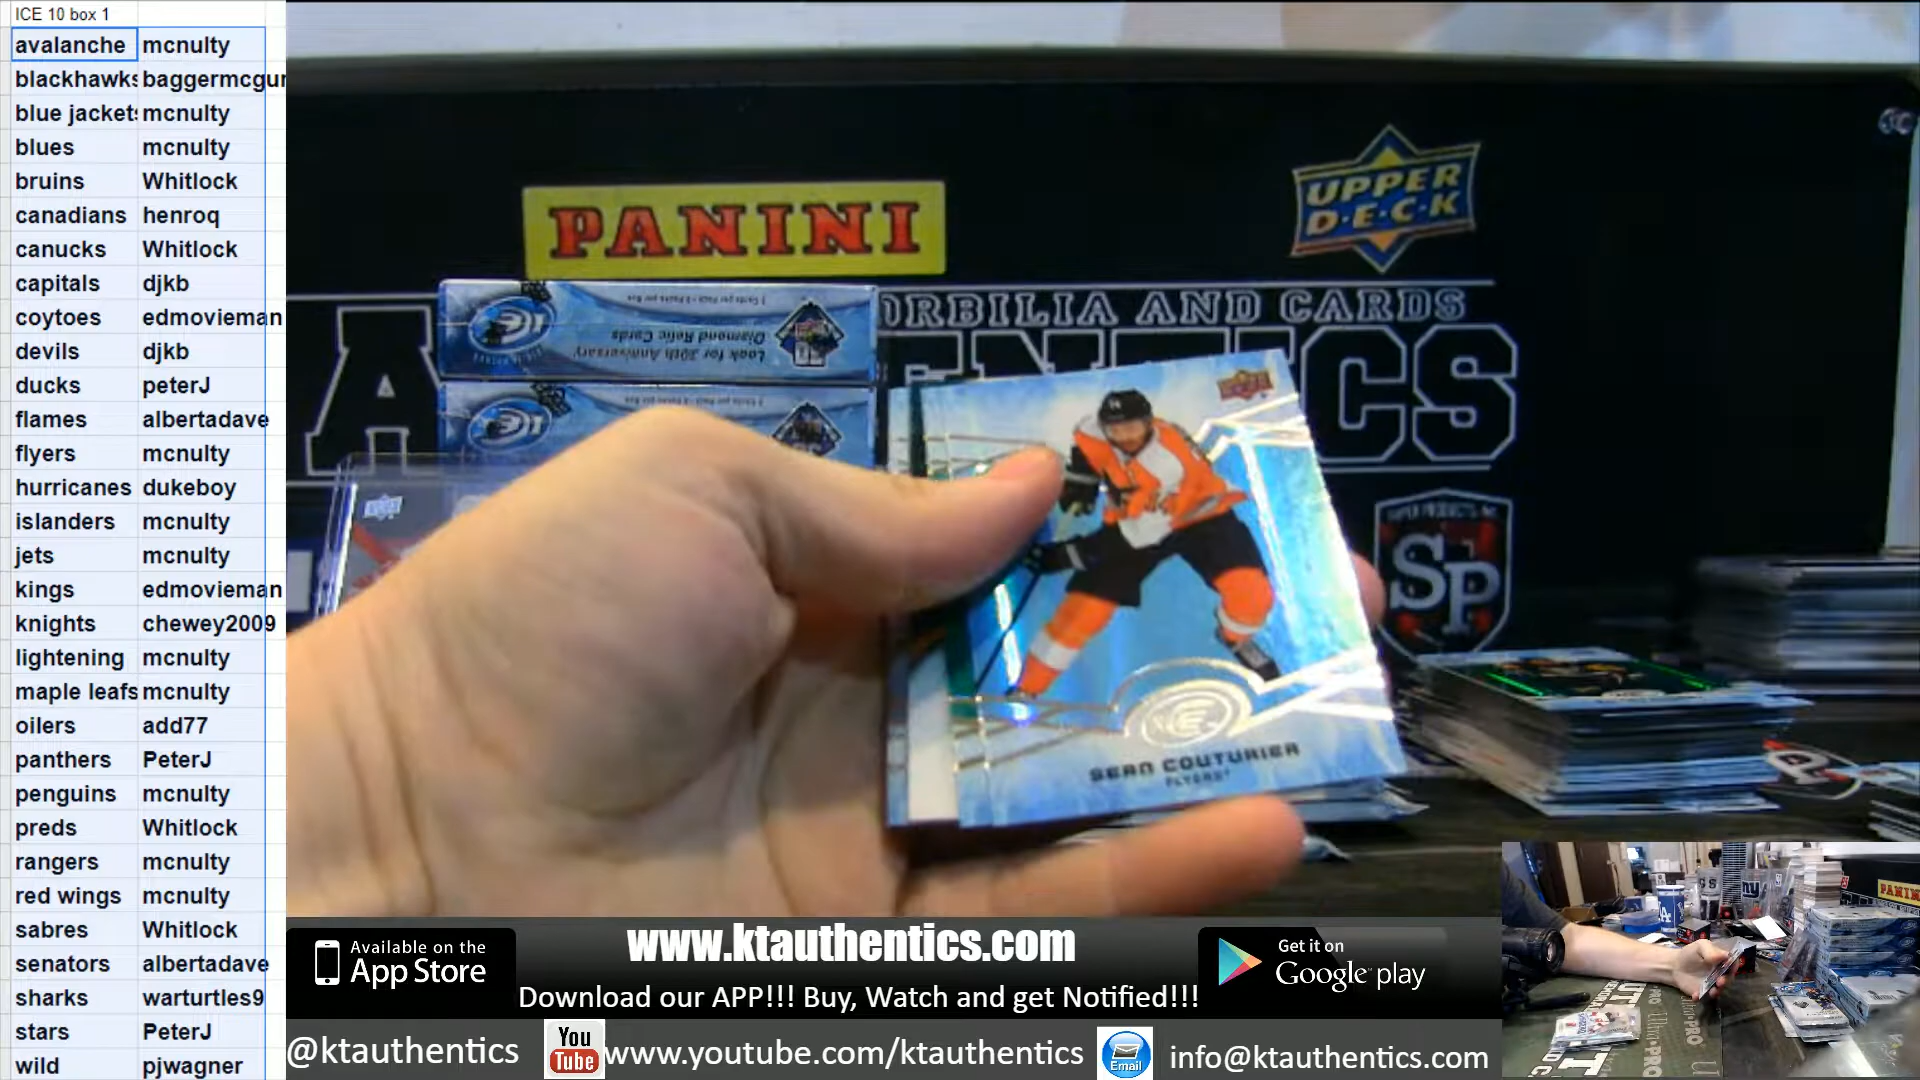 ICE 10 box 1
avalanche mcnulty
blackhawks baggermcgur
blue jackets mcnulty
blues mcnulty
bruins Whitlock
canadians henroq
canucks Whitlock
capitals djkb
coytoes edmovieman
devils djkb
ducks peterJ
flames albertadave
flyers mcnulty
hurricanes dukeboy
islanders mcnulty
jets mcnulty
kings edmovieman
knights chewey2009
lightening mcnulty
maple leafs mcnulty
oilers add77
panthers PeterJ
penguins mcnulty
preds Whitlock
rangers mcnulty
red wings mcnulty
sabres Whitlock
senators albertadave
sharks warturtles9
stars PeterJ
wild pjwagner
PANINI
UPPER
D·E·C·K
ORBILIA AND CARDS
A
ENTICS
Look for 30th Anniversary
Diamond Relic Cards
ICE
SEAN COUTURIER
FLYERS
SP
Available on the
App Store
www.ktauthentics.com
Get it on
Google play
Download our APP!!! Buy, Watch and get Notified!!!
@ktauthentics
You
Tube
www.youtube.com/ktauthentics
Email
info@ktauthentics.com
PANINI